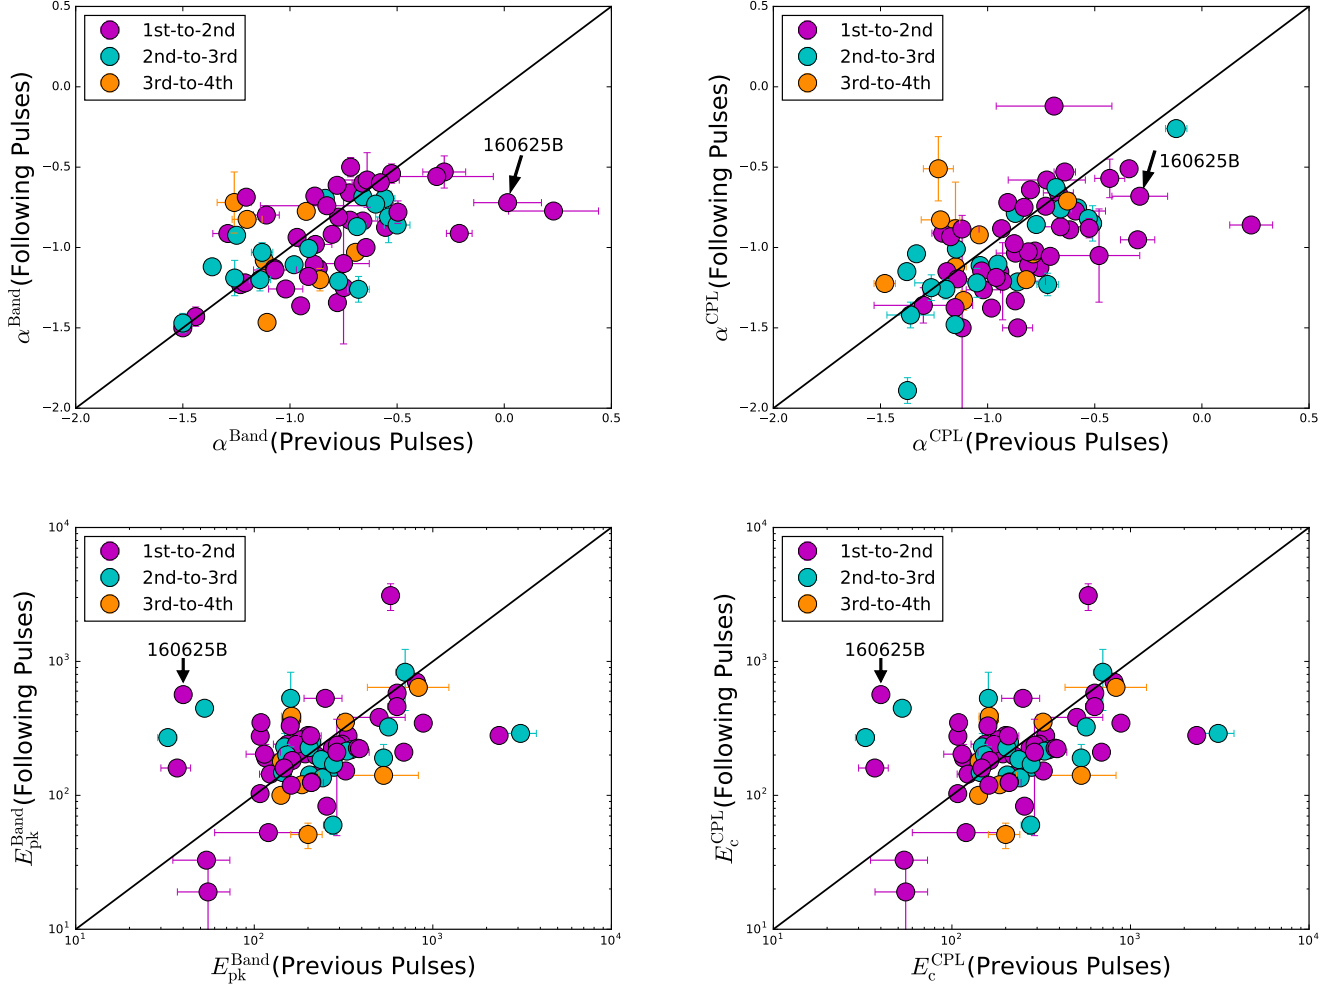 0.5
0.0
−0.5
−1.0
−1.5
−2.0
α^Band(Following Pulses)
1st-to-2nd
2nd-to-3rd
3rd-to-4th
160625B
−2.0 −1.5 −1.0 −0.5 0.0 0.5
α^Band(Previous Pulses)
0.5
0.0
−0.5
−1.0
−1.5
−2.0
α^CPL(Following Pulses)
1st-to-2nd
2nd-to-3rd
3rd-to-4th
160625B
−2.0 −1.5 −1.0 −0.5 0.0 0.5
α^CPL(Previous Pulses)
10^4
10^3
10^2
10^1
E_pk^Band(Following Pulses)
1st-to-2nd
2nd-to-3rd
3rd-to-4th
160625B
10^1 10^2 10^3 10^4
E_pk^Band(Previous Pulses)
10^4
10^3
10^2
10^1
E_c^CPL(Following Pulses)
1st-to-2nd
2nd-to-3rd
3rd-to-4th
160625B
10^1 10^2 10^3 10^4
E_c^CPL(Previous Pulses)